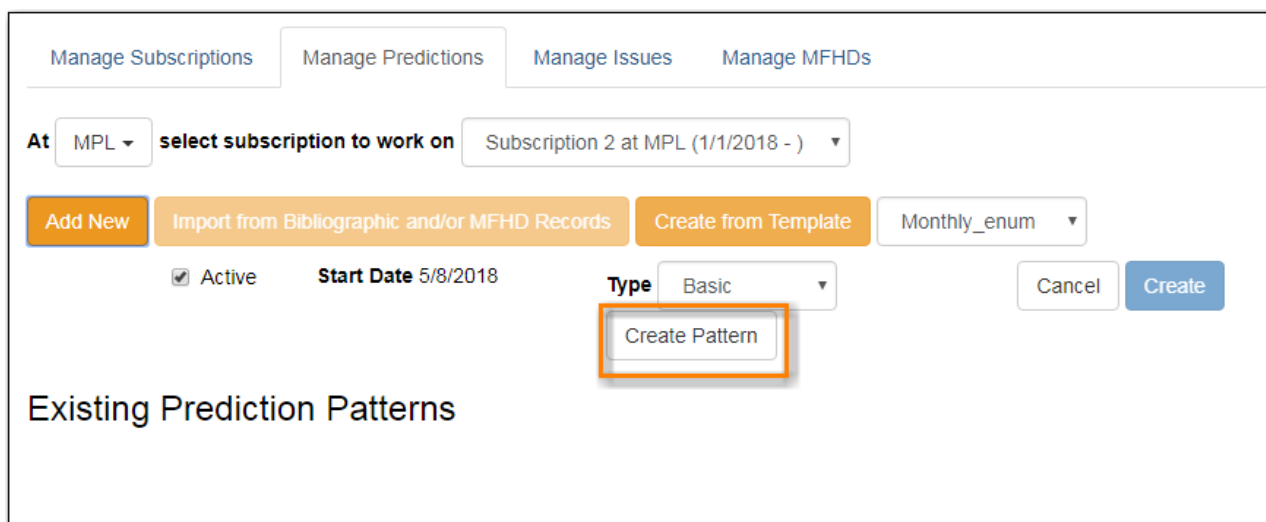 Manage Subscriptions Manage Predictions Manage Issues Manage MFHDs
At MPL select subscription to work on Subscription 2 at MPL (1/1/2018 - )
Add New Import from Bibliographic and/or MFHD Records Create from Template Monthly_enum
Active Start Date 5/8/2018 Type Basic Cancel Create
Create Pattern
Existing Prediction Patterns